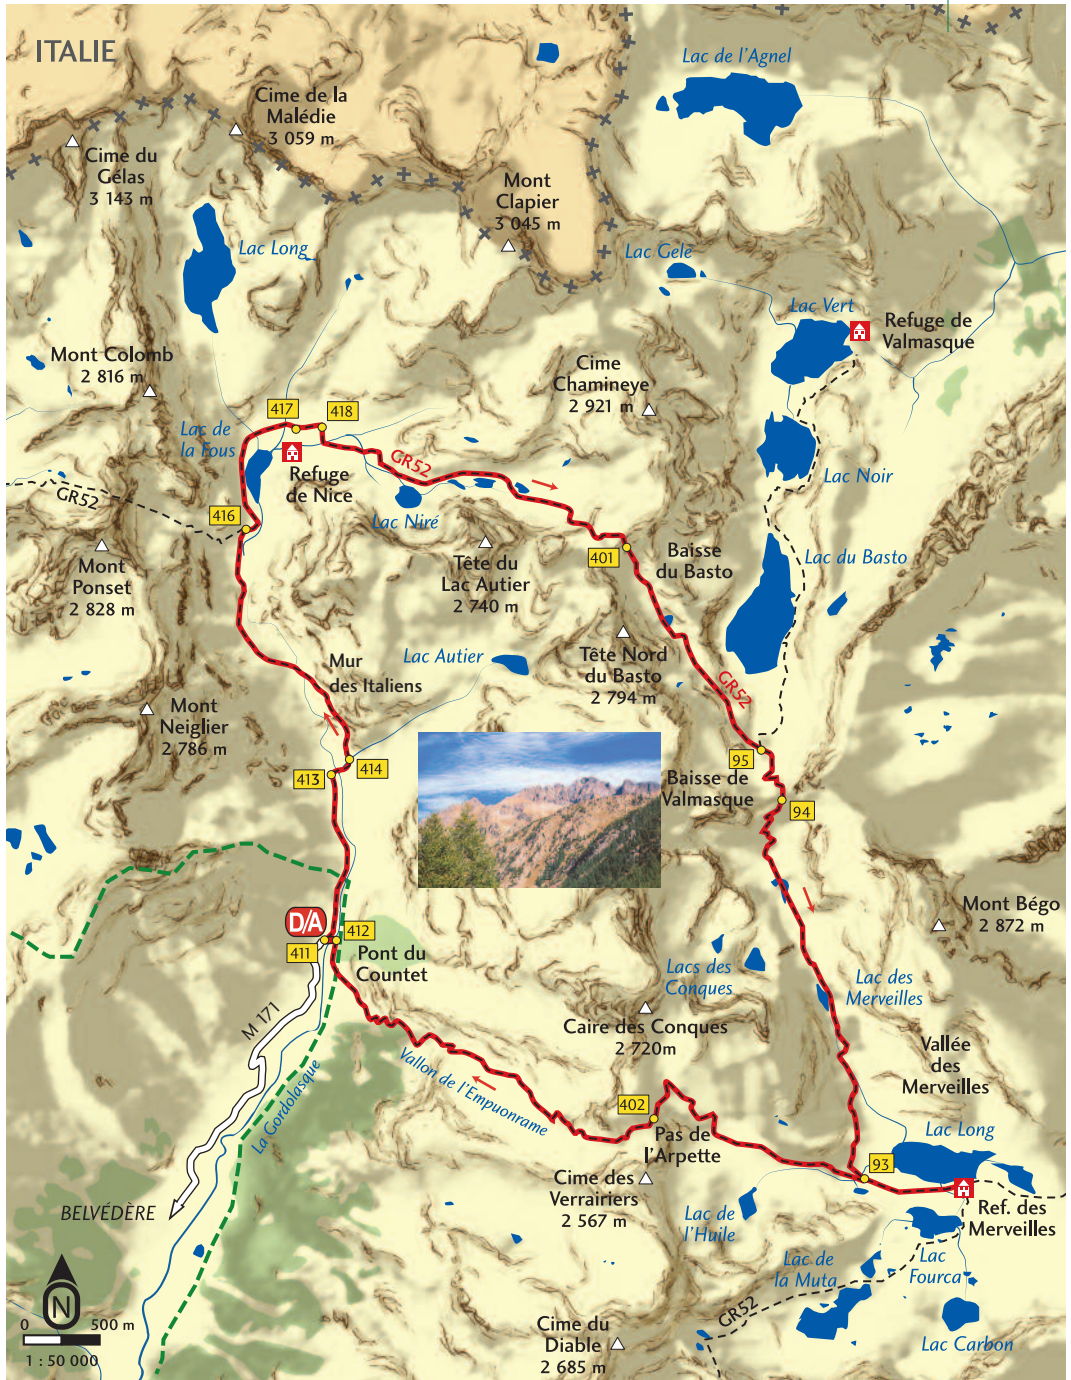 ITALIE
Lac de l'Agnel
Cime de la
Malédie
3 059 m
Cime du
Gélas
3 143 m
Mont
Clapier
3 045 m
Lac Long
Lac Gelé
Lac Vert
Refuge de
Valmasque
Mont Colomb
2 816 m
Cime
Chamineye
2 921 m
417
418
Lac de
la Fous
GR52
Refuge
de Nice
Lac Noir
GR52
416
Lac Niré
Mont
Ponset
2 828 m
Tête du
Lac Autier
2 740 m
401
Baisse
du Basto
Lac du Basto
Mur
des Italiens
Lac Autier
Tête Nord
du Basto
2 794 m
GR52
Mont
Neiglier
2 786 m
413
414
95
Baisse de
Valmasque
94
D/A
411
412
Pont du
Countet
Mont Bégo
2 872 m
Lacs des
Conques
Lac des
Merveilles
M 171
Caire des Conques
2 720m
Vallée
des
Merveilles
Vallon de l'Empuonrame
La Gordolasque
402
Pas de
l'Arpette
Lac Long
93
Cime des
Verrairiers
2 567 m
BELVÉDÈRE
Lac de
l'Huile
Ref. des
Merveilles
Lac de
la Muta
Lac
Fourca
N
0 500 m
1 : 50 000
GR52
Cime du
Diable
2 685 m
Lac Carbon